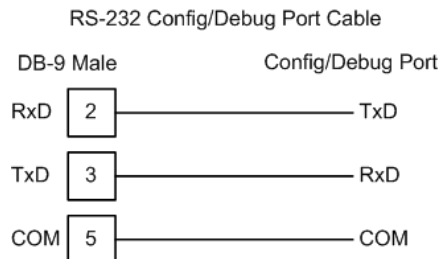 RS-232 Config/Debug Port Cable
DB-9 Male Config/Debug Port
RxD 2 TxD
TxD 3 RxD
COM 5 COM